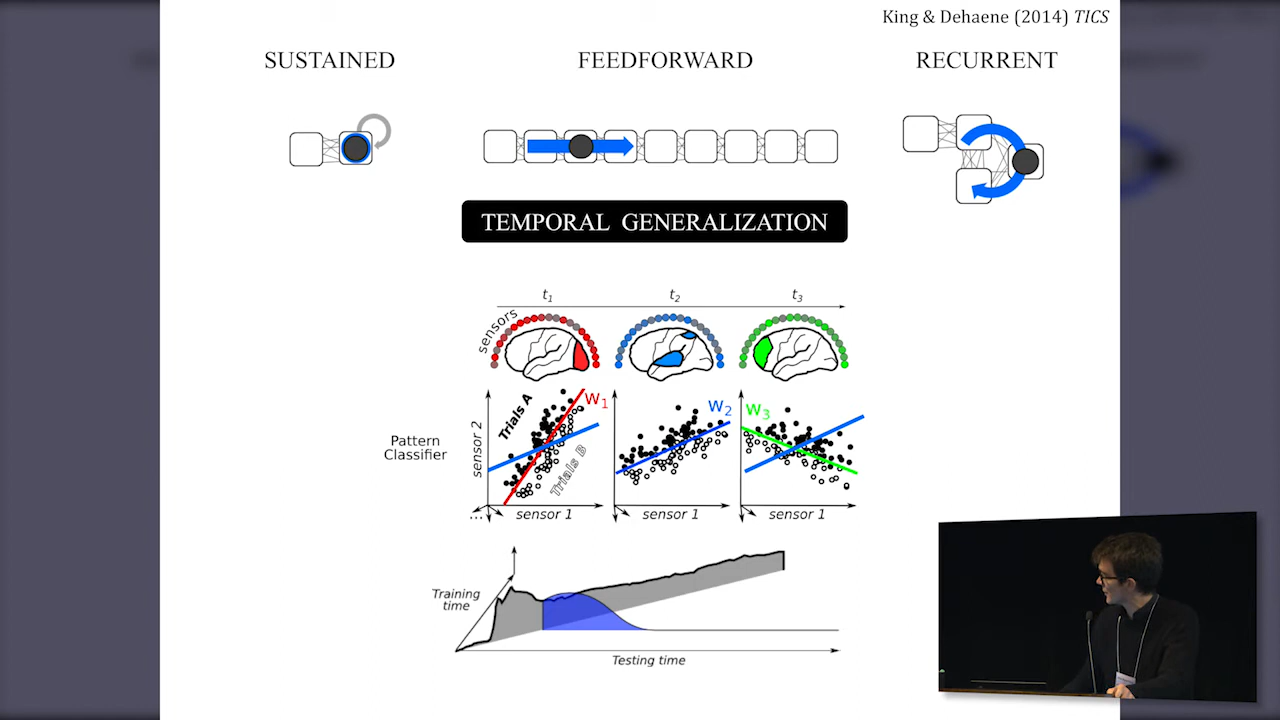 King & Dehaene (2014) TICS
SUSTAINED
FEEDFORWARD
RECURRENT
TEMPORAL GENERALIZATION
t1
t2
t3
sensors
Trials A
W1
W2
W3
Pattern
Classifier
sensor 2
Trials B
...
sensor 1
sensor 1
sensor 1
Training
time
Testing time